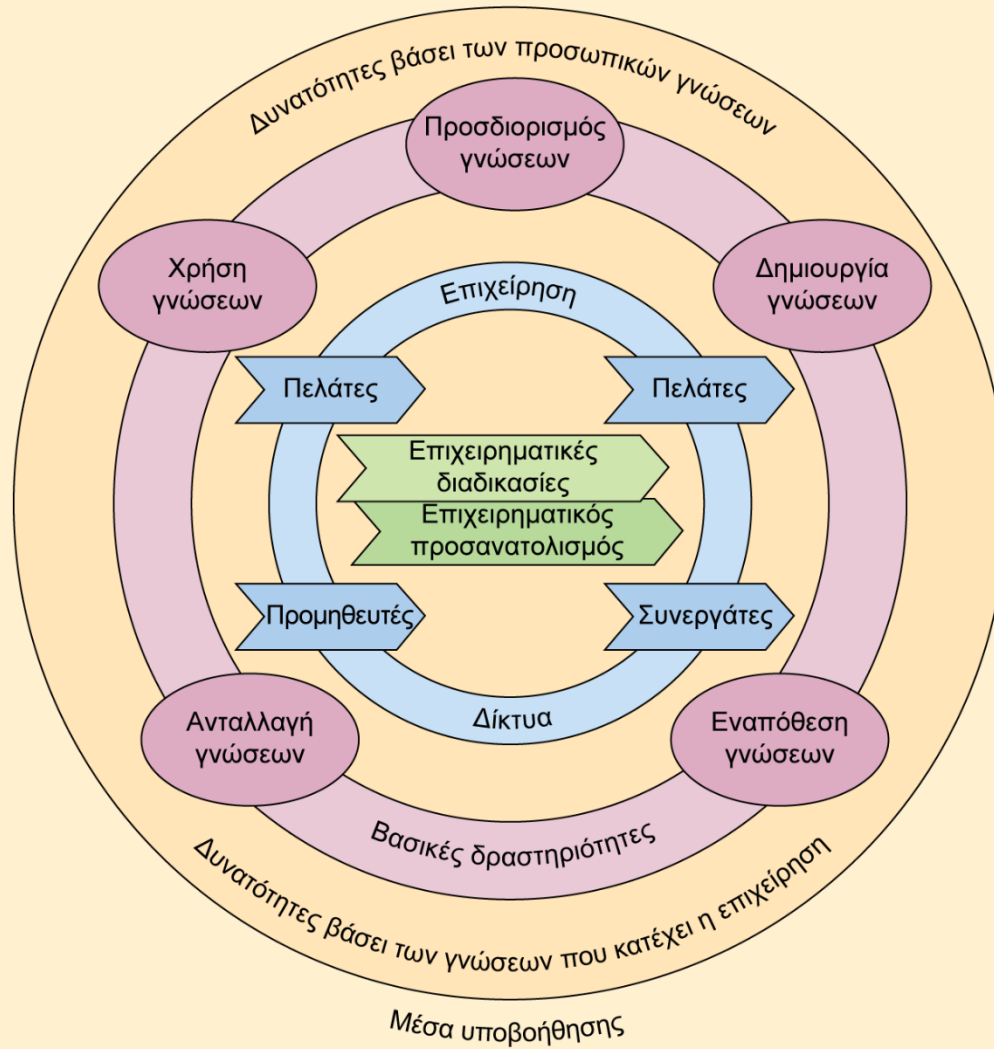 Δυνατότητες βάσει των προσωπικών γνώσεων
Προσδιορισμός
γνώσεων
Χρήση
γνώσεων
Δημιουργία
γνώσεων
Επιχείρηση
Πελάτες
Πελάτες
Επιχειρηματικές
διαδικασίες
Επιχειρηματικός
προσανατολισμός
Προμηθευτές
Συνεργάτες
Δίκτυα
Ανταλλαγή
γνώσεων
Εναπόθεση
γνώσεων
Βασικές δραστηριότητες
Δυνατότητες βάσει των γνώσεων που κατέχει η επιχείρηση
Μέσα υποβοήθησης